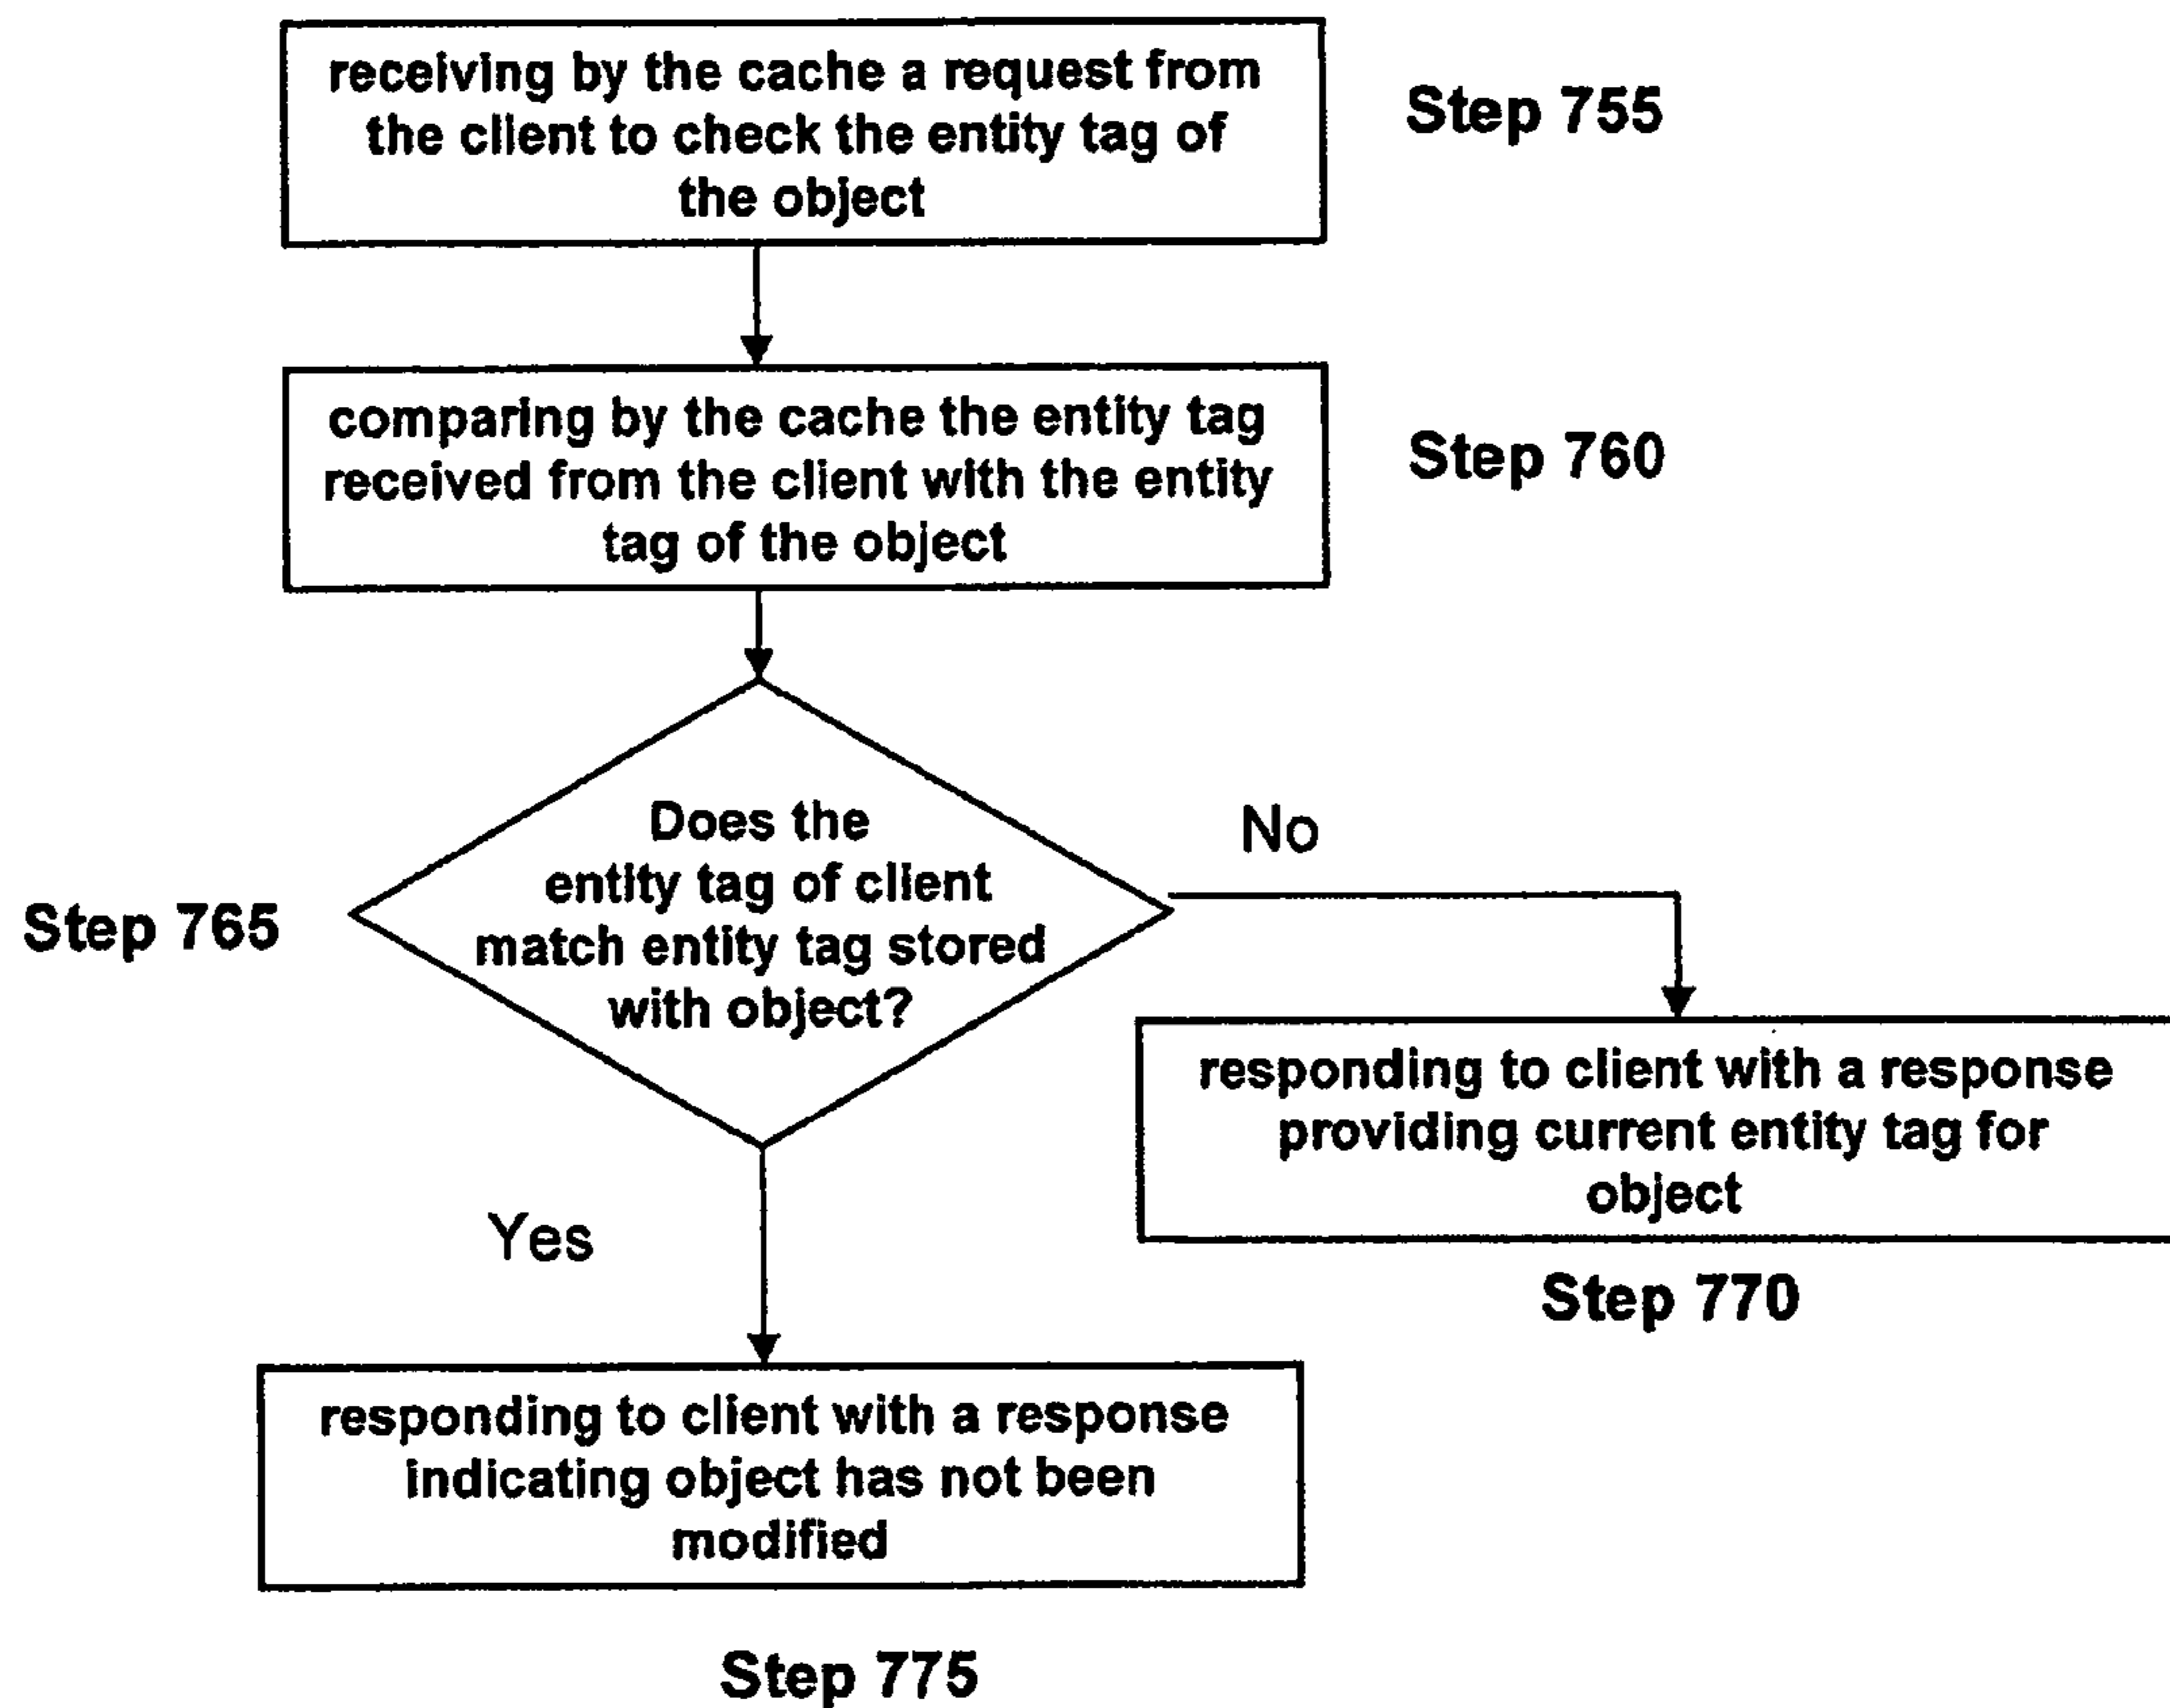 receiving by the cache a request from
the client to check the entity tag of
the object
Step 755
comparing by the cache the entity tag
received from the client with the entity
tag of the object
Step 760
Does the
entity tag of client
match entity tag stored
with object?
Step 765
No
responding to client with a response
providing current entity tag for
object
Step 770
Yes
responding to client with a response
indicating object has not been
modified
Step 775